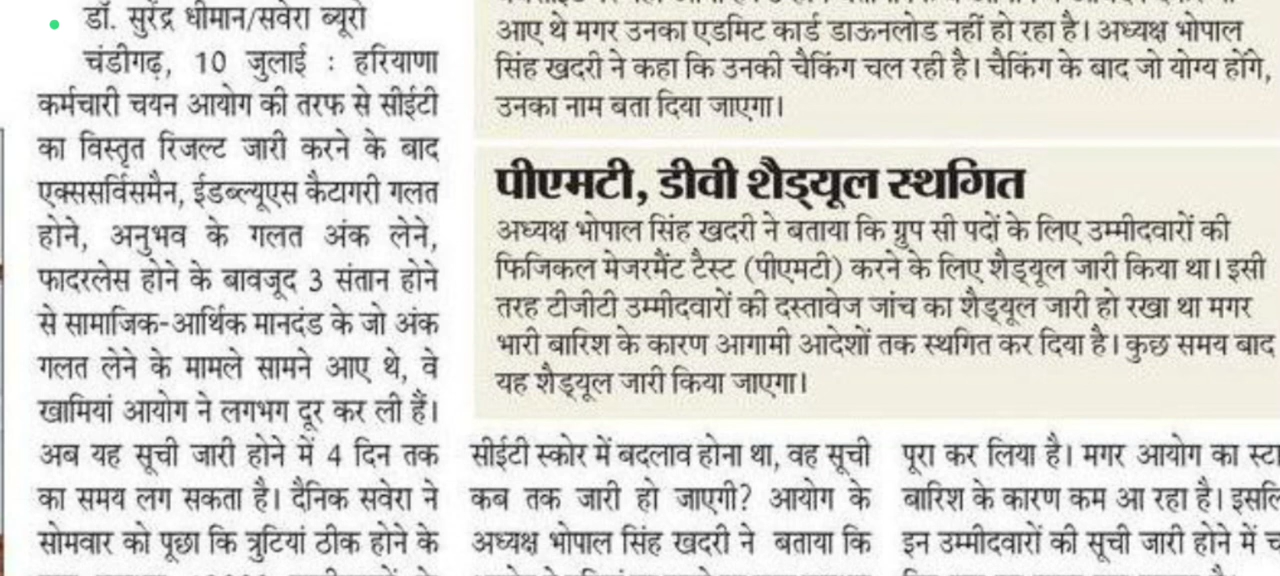 डॉ. सुरेंद्र धीमान/सवेरा ब्यूरो
चंडीगढ़, 10 जुलाई : हरियाणा
कर्मचारी चयन आयोग की तरफ से सीईटी
का विस्तृत रिजल्ट जारी करने के बाद
एक्ससर्विसमैन, ईडब्ल्यूएस कैटागरी गलत
होने, अनुभव के गलत अंक लेने,
फादरलेस होने के बावजूद 3 संतान होने
से सामाजिक-आर्थिक मानदंड के जो अंक
गलत लेने के मामले सामने आए थे, वे
खामियां आयोग ने लगभग दूर कर ली हैं।
अब यह सूची जारी होने में 4 दिन तक
का समय लग सकता है। दैनिक सवेरा ने
सोमवार को पूछा कि त्रुटियां ठीक होने के
आए थे मगर उनका एडमिट कार्ड डाऊनलोड नहीं हो रहा है। अध्यक्ष भोपाल
सिंह खदरी ने कहा कि उनकी चैकिंग चल रही है। चैकिंग के बाद जो योग्य होंगे,
उनका नाम बता दिया जाएगा।
पीएमटी, डीवी शैड्यूल स्थगित
अध्यक्ष भोपाल सिंह खदरी ने बताया कि ग्रुप सी पदों के लिए उम्मीदवारों की
फिजिकल मेजरमैंट टैस्ट (पीएमटी) करने के लिए शैड्यूल जारी किया था। इसी
तरह टीजीटी उम्मीदवारों की दस्तावेज जांच का शैड्यूल जारी हो रखा था मगर
भारी बारिश के कारण आगामी आदेशों तक स्थगित कर दिया है। कुछ समय बाद
यह शैड्यूल जारी किया जाएगा।
सीईटी स्कोर में बदलाव होना था, वह सूची
कब तक जारी हो जाएगी? आयोग के
अध्यक्ष भोपाल सिंह खदरी ने बताया कि
पूरा कर लिया है। मगर आयोग का
बारिश के कारण कम आ रहा है।
इन उम्मीदवारों की सूची जारी होने में